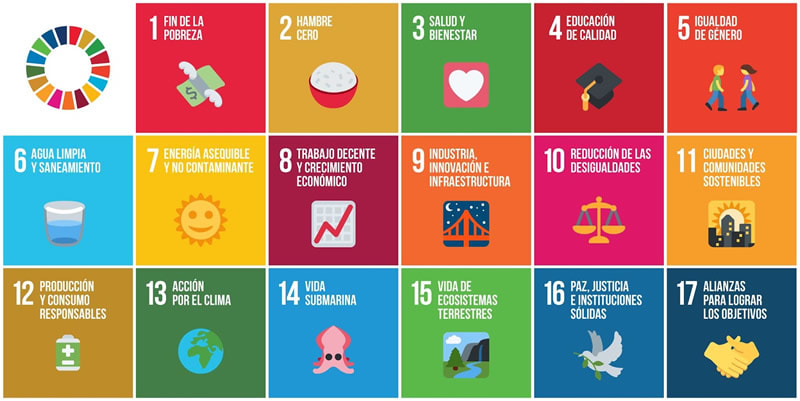 1 FIN DE LA
POBREZA
2 HAMBRE
CERO
3 SALUD Y
BIENESTAR
4 EDUCACIÓN
DE CALIDAD
5 IGUALDAD
DE GÉNERO
6 AGUA LIMPIA
Y SANEAMIENTO
7 ENERGÍA ASEQUIBLE
Y NO CONTAMINANTE
8 TRABAJO DECENTE
Y CRECIMIENTO
ECONÓMICO
9 INDUSTRIA,
INNOVACIÓN E
INFRAESTRUCTURA
10 REDUCCIÓN DE LAS
DESIGUALDADES
11 CIUDADES Y
COMUNIDADES
SOSTENIBLES
12 PRODUCCIÓN
Y CONSUMO
RESPONSABLES
13 ACCIÓN
POR EL CLIMA
14 VIDA
SUBMARINA
15 VIDA DE
ECOSISTEMAS
TERRESTRES
16 PAZ, JUSTICIA
E INSTITUCIONES
SÓLIDAS
17 ALIANZAS
PARA LOGRAR
LOS OBJETIVOS
$